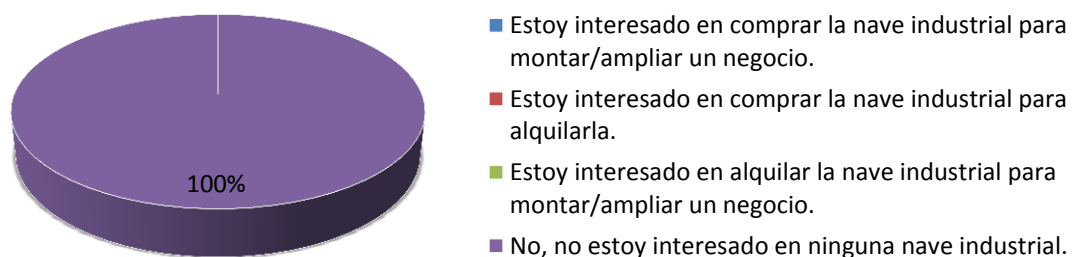 100%
Estoy interesado en comprar la nave industrial para
montar/ampliar un negocio.
Estoy interesado en comprar la nave industrial para
alquilarla.
Estoy interesado en alquilar la nave industrial para
montar/ampliar un negocio.
No, no estoy interesado en ninguna nave industrial.